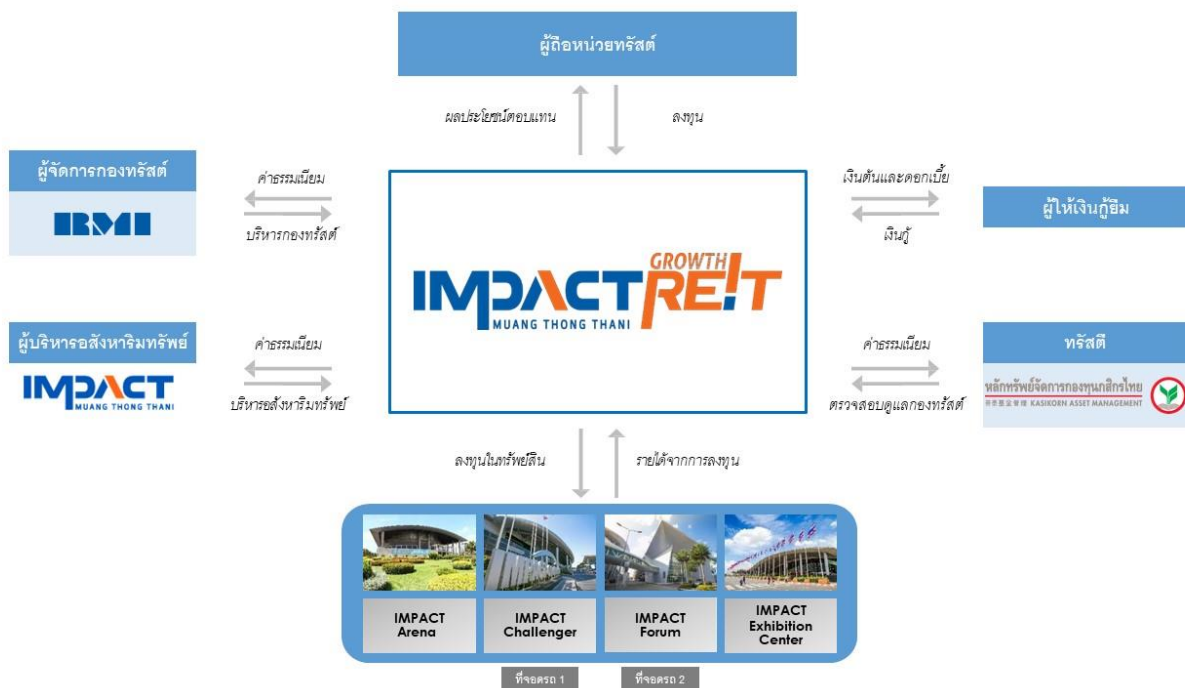 ผู้ถือหน่วยทรัสต์
ผลประโยชน์ตอบแทน
ลงทุน
ผู้จัดการกองทรัสต์
RMI
ค่าธรรมเนียม
บริหารกองทรัสต์
เงินต้นและดอกเบี้ย
เงินกู้
ผู้ให้เงินกู้ยืม
IMPACT GROWTH REIT
MUANG THONG THANI
ผู้บริหารอสังหาริมทรัพย์
IMPACT
MUANG THONG THANI
ค่าธรรมเนียม
บริหารอสังหาริมทรัพย์
ค่าธรรมเนียม
ตรวจสอบดูแลกองทรัสต์
ทรัสตี
หลักทรัพย์จัดการกองทุนกสิกรไทย
KASIKORN ASSET MANAGEMENT
ลงทุนในทรัพย์สิน
รายได้จากการลงทุน
IMPACT
Arena
IMPACT
Challenger
IMPACT
Forum
IMPACT
Exhibition
Center
ที่จอดรถ 1
ที่จอดรถ 2